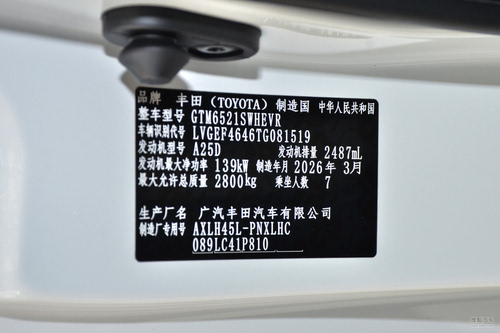 品牌 丰田 (TOYOTA) 制造国 中华人民共和国
整车型号 GTM6521SWHEVR
车辆识别代号 LVGEF4646TG081519
发动机型号 A25D 发动机排量 2487mL
发动机最大净功率 139kW 制造年月 2026年 3月
最大允许总质量 2800kg 乘坐人数 7
生产厂名 广汽丰田汽车有限公司
制造厂专用号 AXLH45L-PNXLHC
089LC41P810